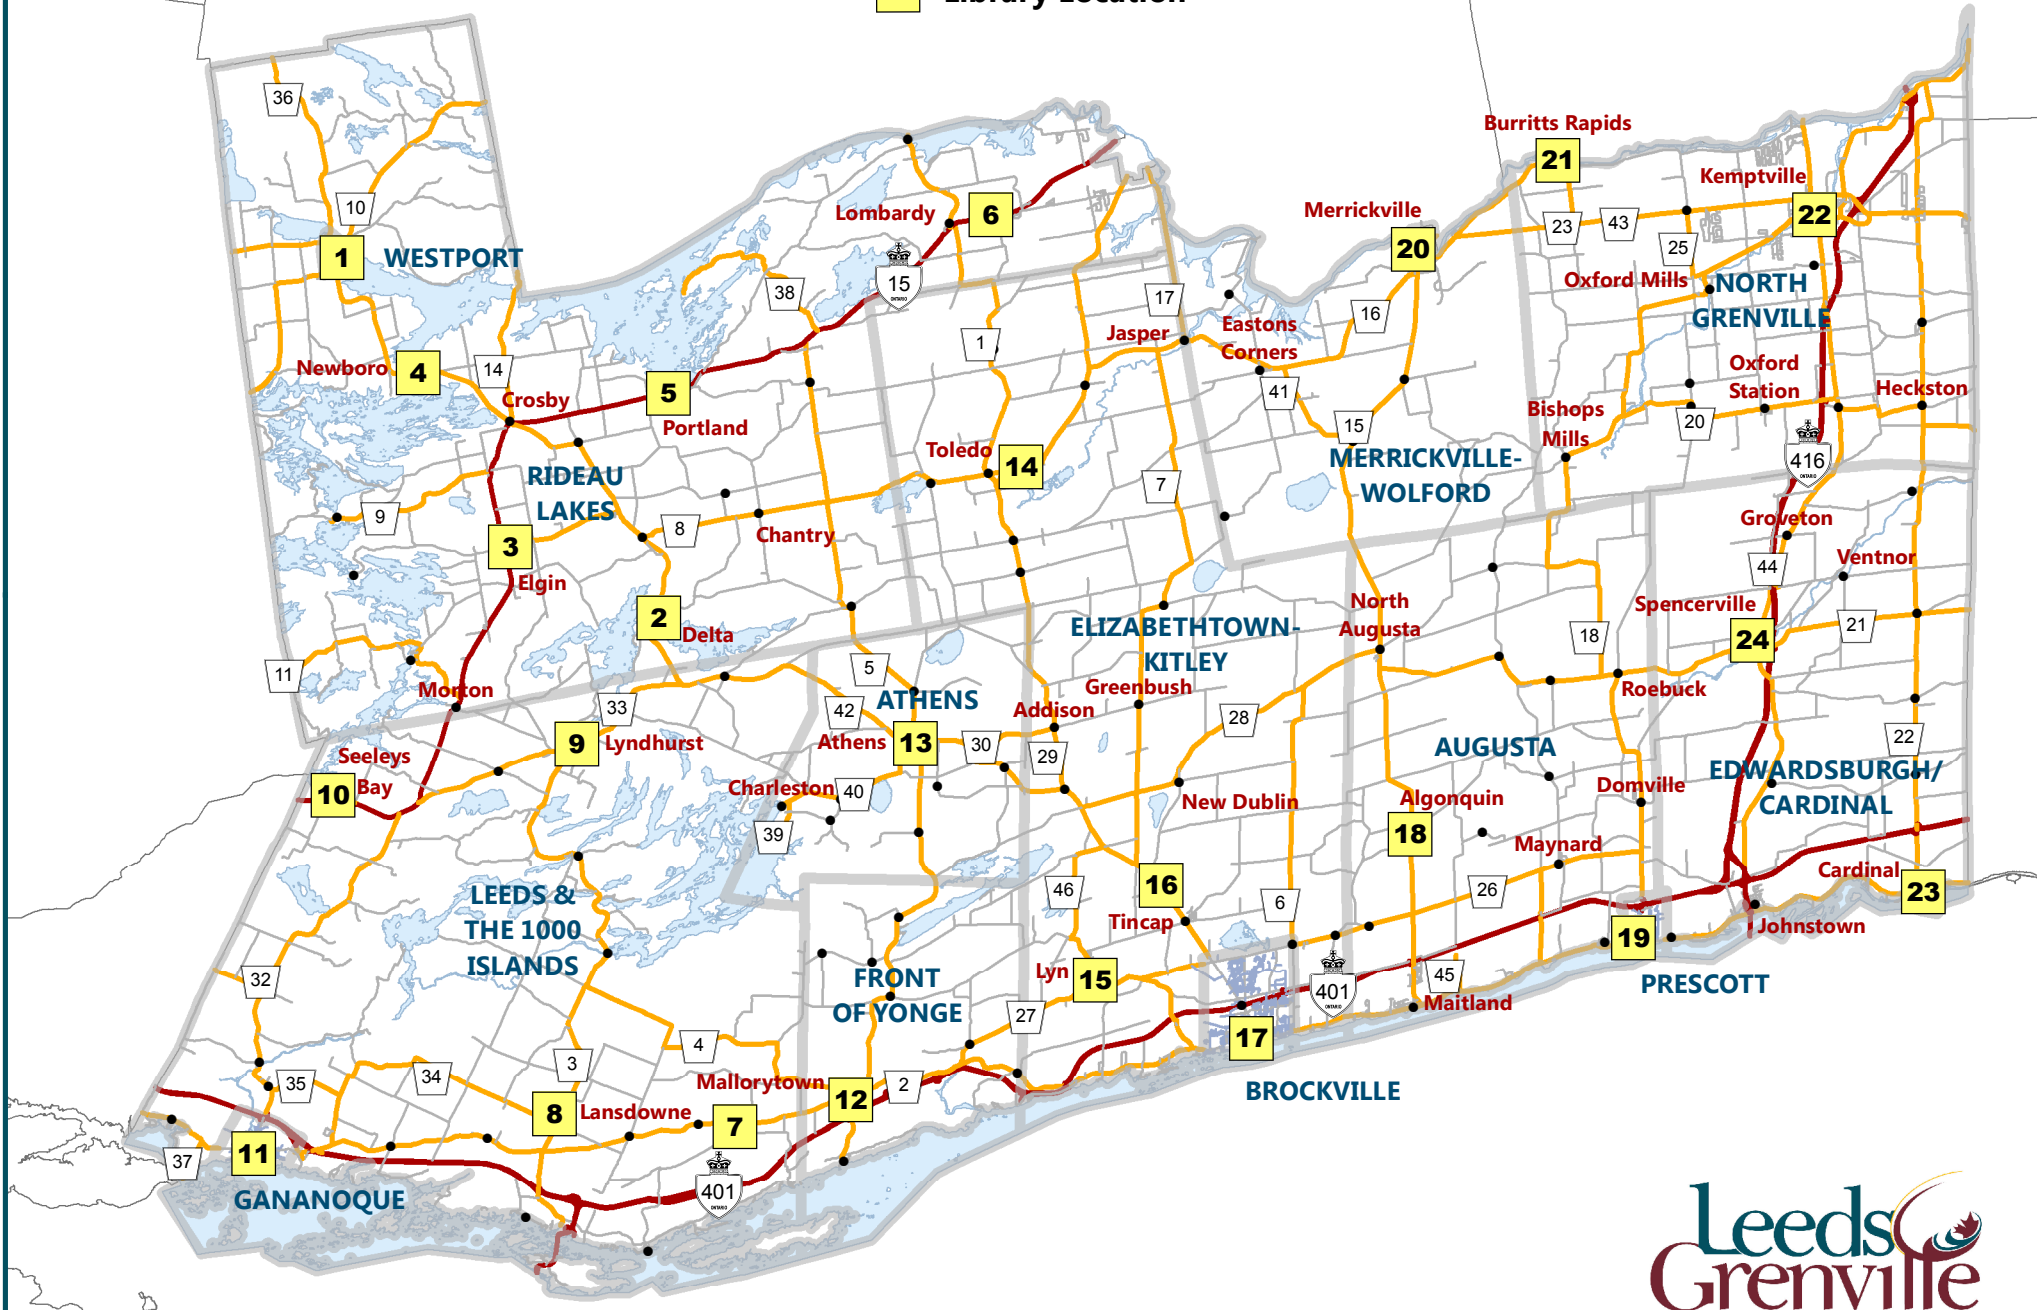 Library Location
36
Burritts Rapids
21
Kemptville
10
Lombardy
6
Merrickville
22
23
43
1
WESTPORT
20
25
15
ONTARIO
Oxford Mills
NORTH
GRENVILLE
38
17
16
Jasper
Eastons
Corners
1
Newboro
4
14
Crosby
5
Portland
41
Oxford
Station
Heckston
Bishops
Mills
20
15
Toledo
14
MERRICKVILLE-
WOLFORD
416
ONTARIO
RIDEAU
LAKES
7
9
8
Chantry
Groveton
3
Elgin
44
Ventnor
2
Delta
North
Augusta
Spencerville
24
21
ELIZABETHTOWN-
KITLEY
18
11
5
Morton
Greenbush
Roebuck
33
42
ATHENS
Addison
28
9
Lyndhurst
Athens
13
30
29
22
Seeleys
Bay
10
AUGUSTA
EDWARDSBURGH/
CARDINAL
Charleston
40
New Dublin
Algonquin
Domville
39
18
Maynard
Cardinal
23
LEEDS &
THE 1000
ISLANDS
46
16
6
26
Tincap
19
Johnstown
32
FRONT
OF YONGE
Lyn
15
401
ONTARIO
45
Maitland
PRESCOTT
27
17
4
3
35
34
Mallorytown
12
2
BROCKVILLE
8
Lansdowne
7
11
37
GANANOQUE
401
ONTARIO
Leeds
Grenville